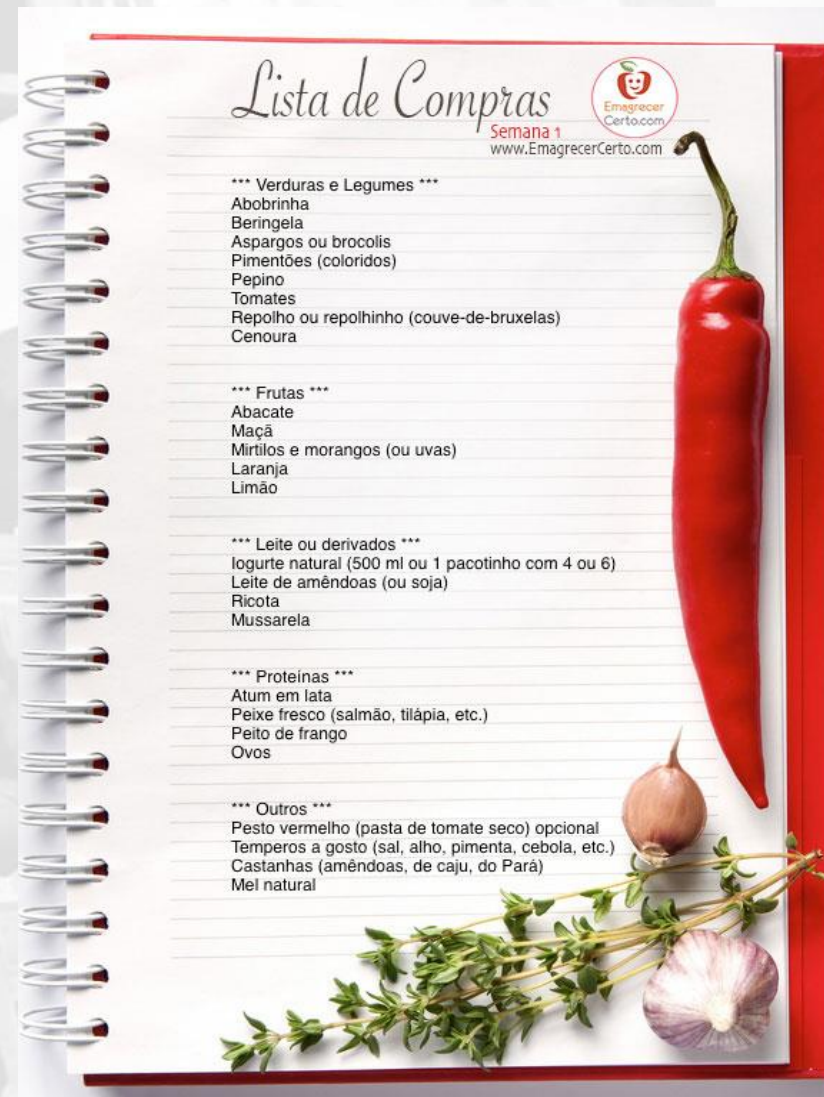 Lista de Compras
Emagrecer
Certo.com
Semana 1
www.EmagrecerCerto.com
*** Verduras e Legumes ***
Abobrinha
Beringela
Aspargos ou brocolis
Pimentões (coloridos)
Pepino
Tomates
Repolho ou repolhinho (couve-de-bruxelas)
Cenoura
*** Frutas ***
Abacate
Maçã
Mirtilos e morangos (ou uvas)
Laranja
Limão
*** Leite ou derivados ***
Iogurte natural (500 ml ou 1 pacotinho com 4 ou 6)
Leite de amêndoas (ou soja)
Ricota
Mussarela
*** Proteínas ***
Atum em lata
Peixe fresco (salmão, tilápia, etc.)
Peito de frango
Ovos
*** Outros ***
Pesto vermelho (pasta de tomate seco) opcional
Temperos a gosto (sal, alho, pimenta, cebola, etc.)
Castanhas (amêndoas, de caju, do Pará)
Mel natural